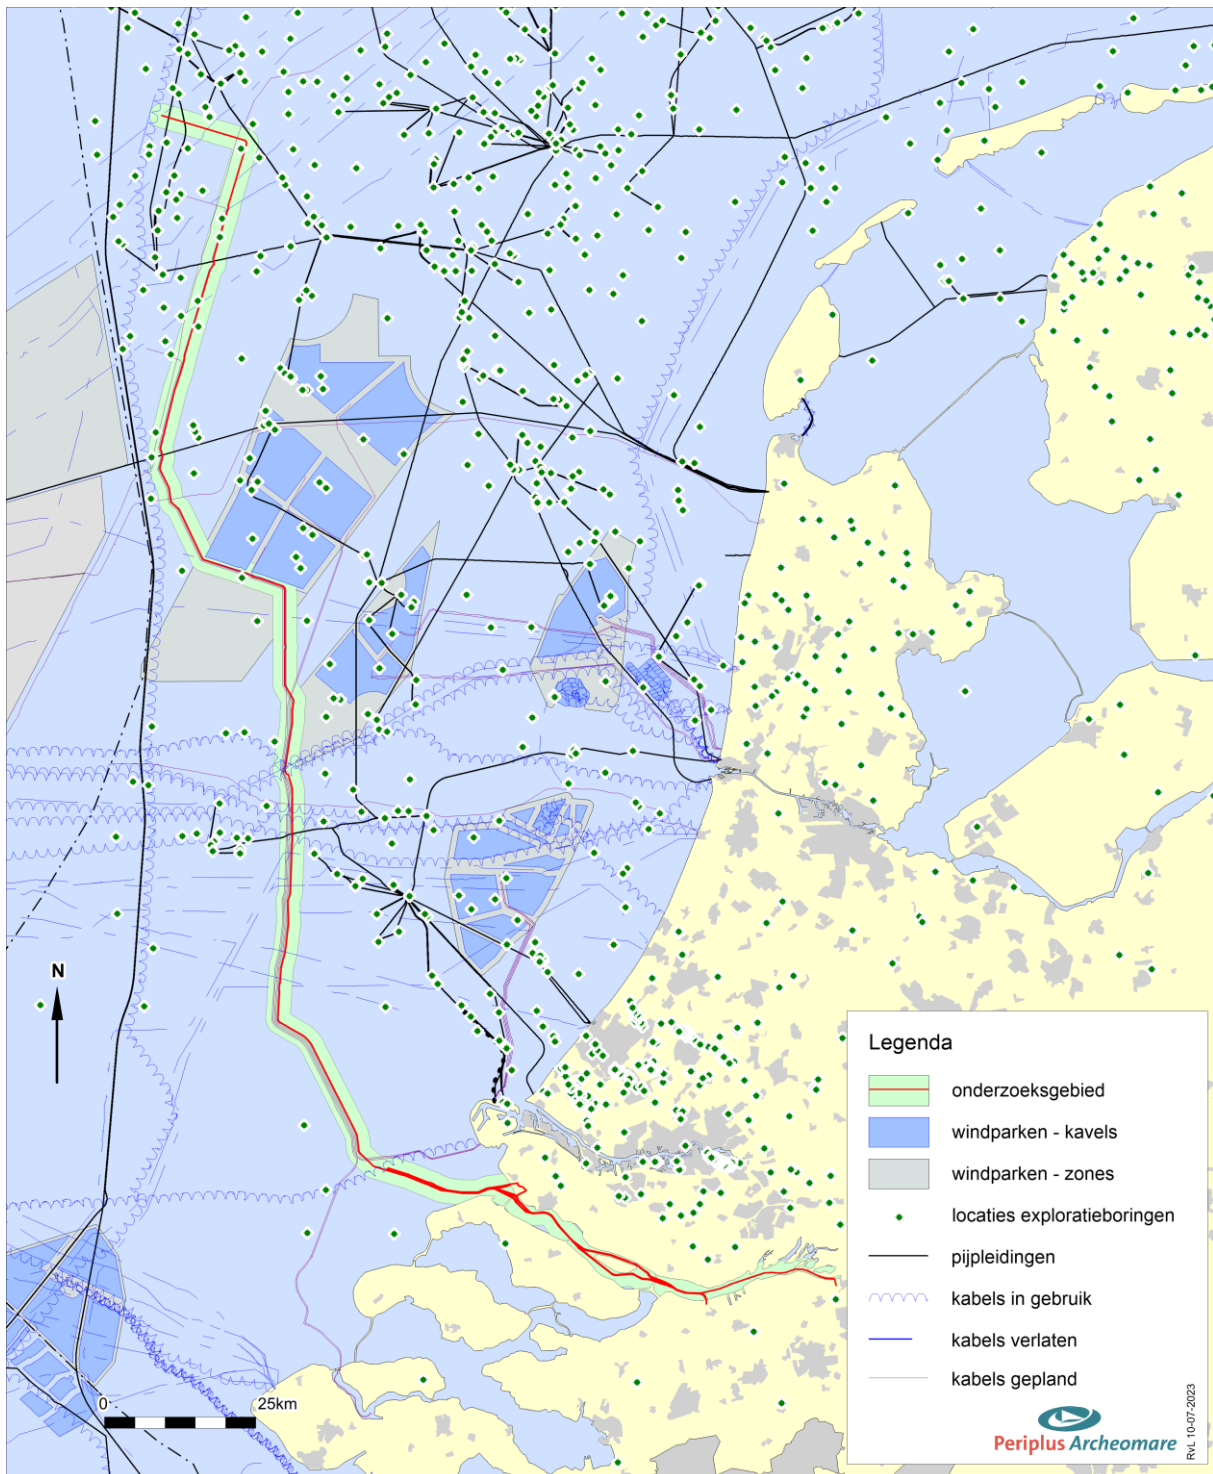 N
0 25km
Legenda
onderzoeksgebied
windparken - kavels
windparken - zones
locaties exploratieboringen
pijpleidingen
kabels in gebruik
kabels verlaten
kabels gepland
Periplus Archeomare
RvL 10-07-2023